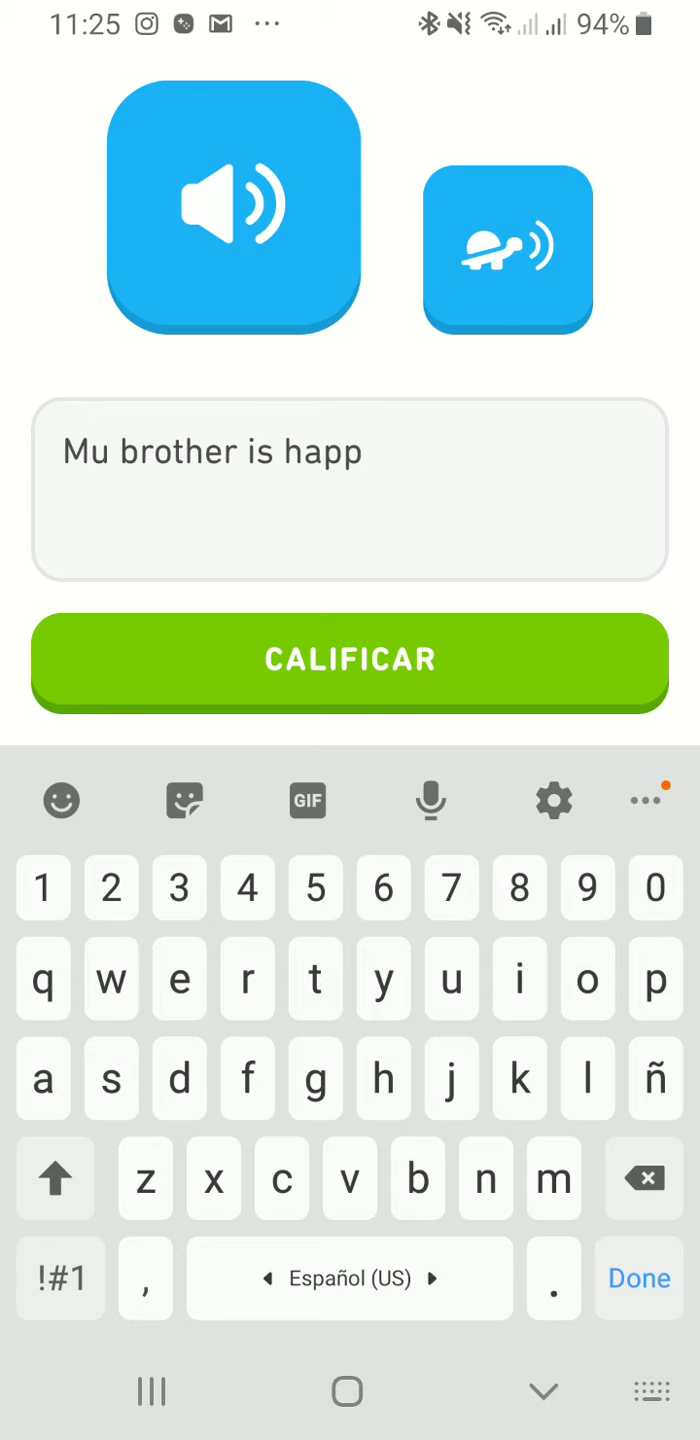 11:25 94%
Mu brother is happ
CALIFICAR
GIF
1 2 3 4 5 6 7 8 9 0
q w e r t y u i o p
a s d f g h j k l ñ
z x c v b n m
!#1 , Español (US) . Done